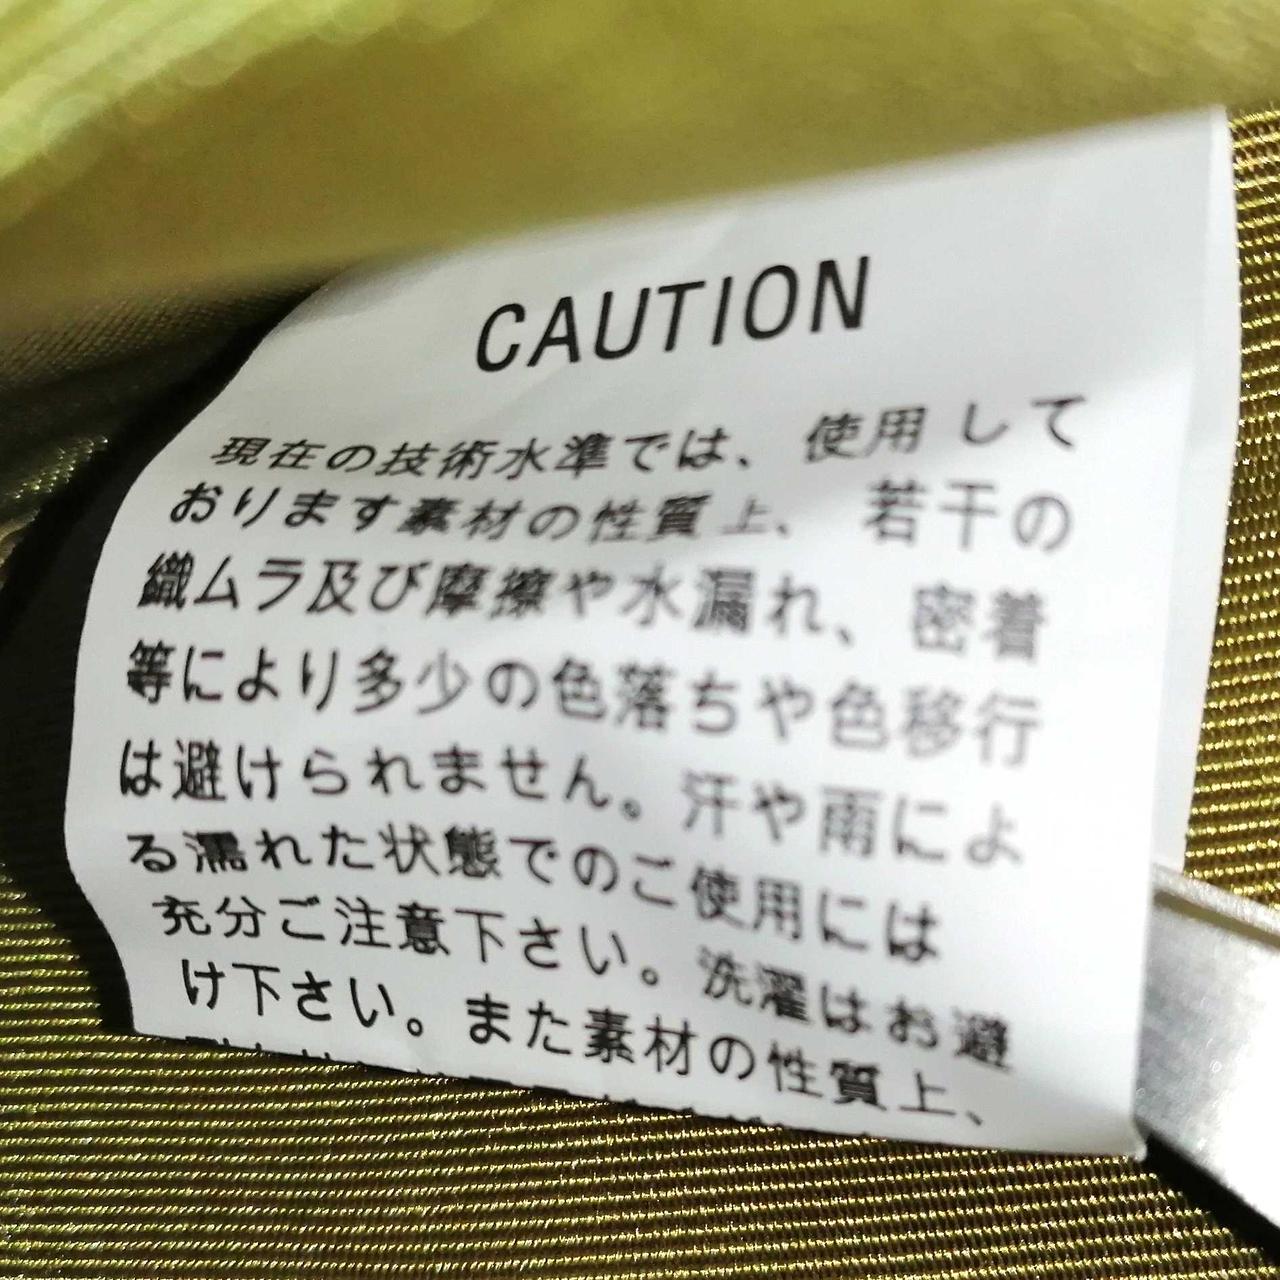 CAUTION
現在の技術水準では、使用して
おります素材の性質上、若干の
織ムラ及び摩擦や水漏れ、密着
等により多少の色落ちや色移行
は避けられません。汗や雨によ
る濡れた状態でのご使用には
充分ご注意下さい。洗濯はお避
け下さい。また素材の性質上、